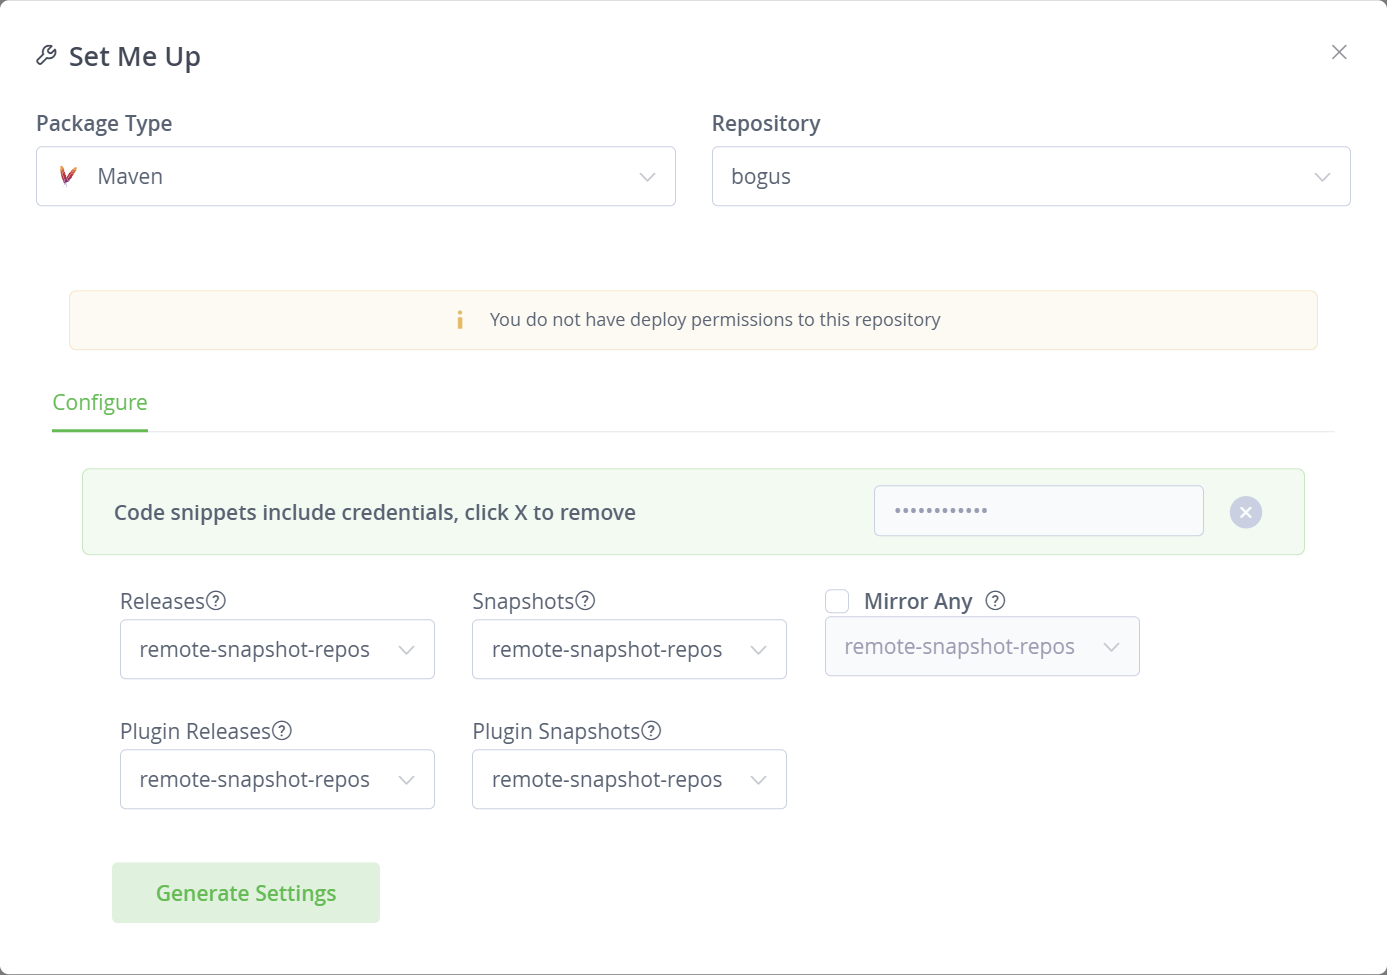 Set Me Up
Package Type
Repository
Maven
bogus
You do not have deploy permissions to this repository
Configure
Code snippets include credentials, click X to remove
••••••••••••
Releases
Snapshots
Mirror Any
remote-snapshot-repos
remote-snapshot-repos
remote-snapshot-repos
Plugin Releases
Plugin Snapshots
remote-snapshot-repos
remote-snapshot-repos
Generate Settings